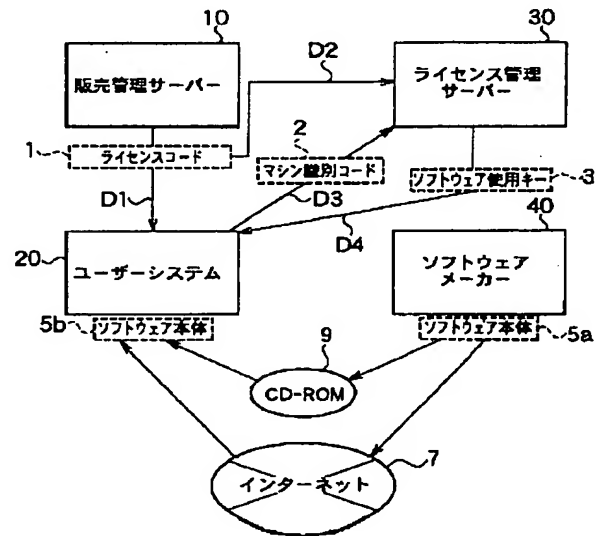 10
30
D2
販売管理サーバー
ライセンス管理
サーバー
1
ライセンスコード
2
マシン識別コード
ソフトウェア使用キー
3
D1
D3
D4
20
40
ユーザーシステム
ソフトウェア
メーカー
5b
ソフトウェア本体
ソフトウェア本体
5a
9
CD-ROM
7
インターネット